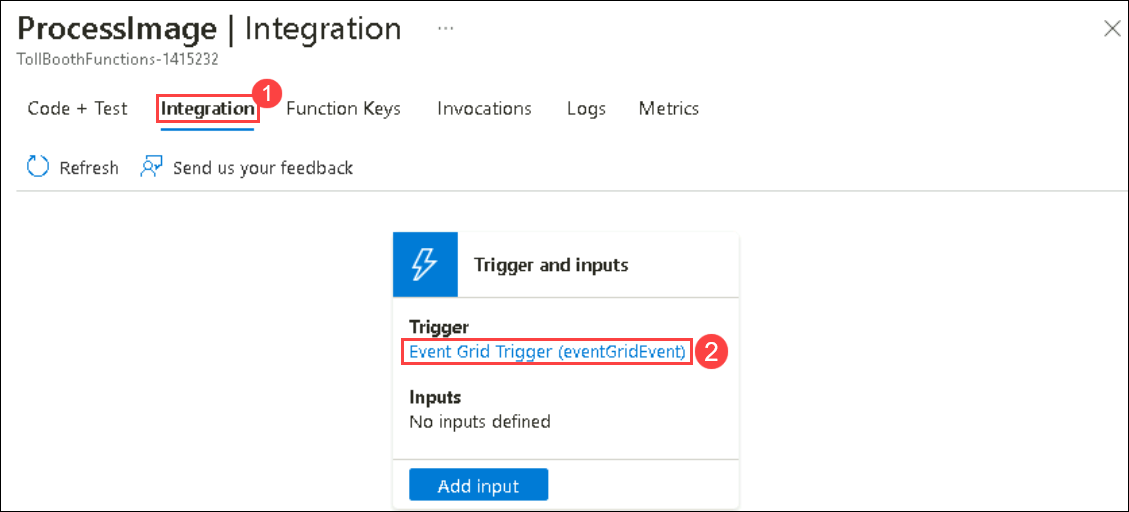 ProcessImage | Integration ...
TollBoothFunctions-1415232
Code + Test Integration 1 Function Keys Invocations Logs Metrics
Refresh Send us your feedback
Trigger and inputs
Trigger
Event Grid Trigger (eventGridEvent) 2
Inputs
No inputs defined
Add input